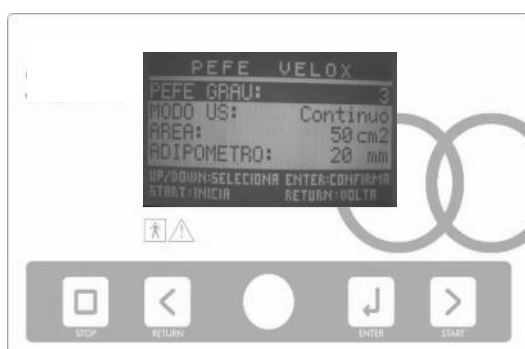 PEFE VELOX
PEFE GRAU: 3
MODO US: Continuo
AREA: 50 cm2
ADIPOMETRO: 20 mm
UP/DOWN:SELECIONA ENTER:CONFIRMA
START:INICIA RETURN:VOLTA
STOP RETURN ENTER START